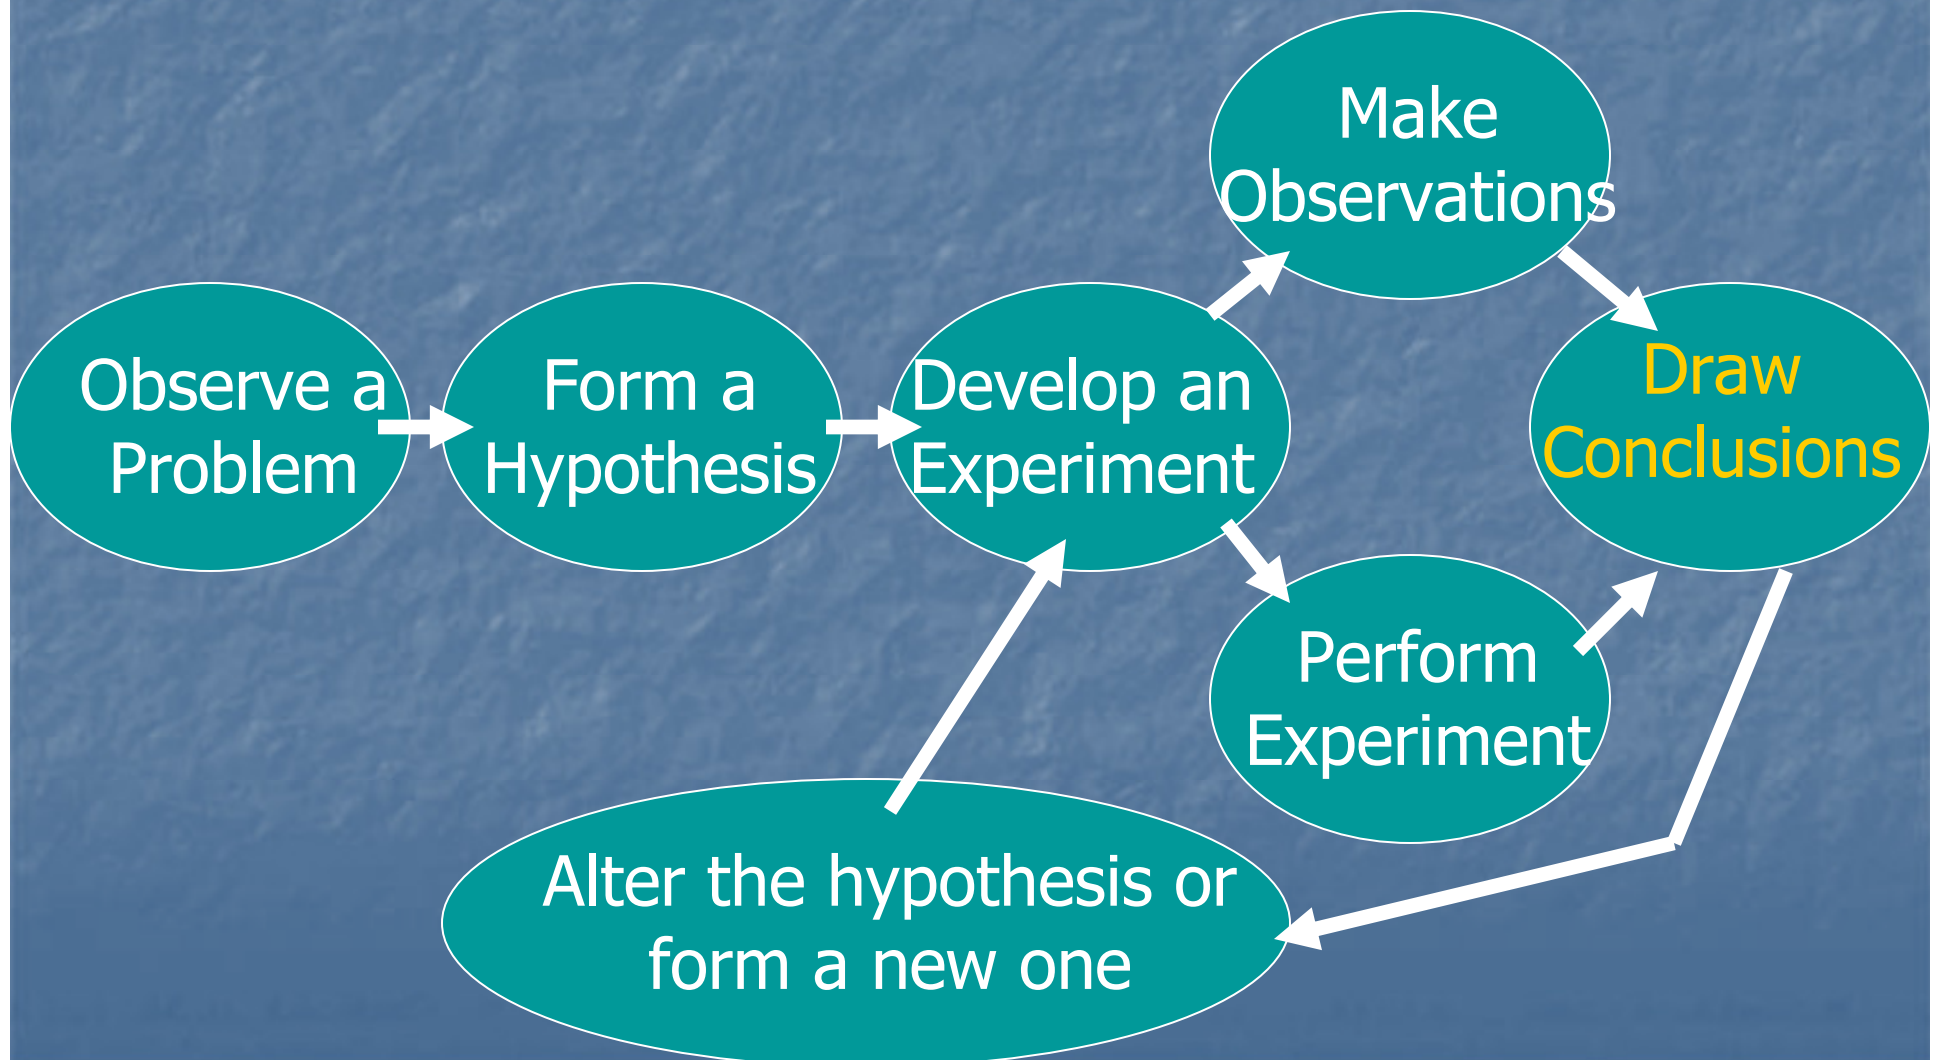 Observe a
Problem
Form a
Hypothesis
Develop an
Experiment
Make
Observations
Perform
Experiment
Draw
Conclusions
Alter the hypothesis or
form a new one